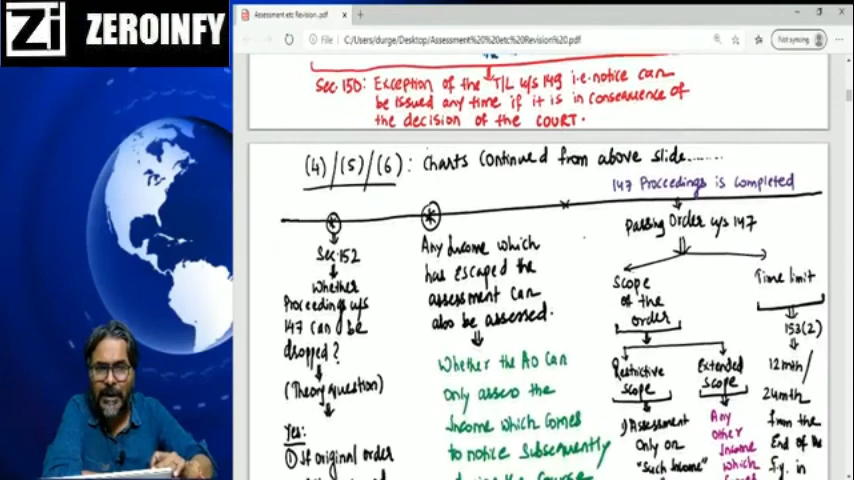 Zi ZEROINFY
Assessment etc Revision .pdf
File
C:/Users/durge/Desktop/Assessment%20%20etc%20Revision%20.pdf
Not syncing
Sec.150: Exception of the T/L u/s 149 i.e. notice can
be issued any time if it is in consequence of
the decision of the COURT.
(4)/(5)/(6): Charts continued from above slide.......
147 Proceedings is completed
Sec.152
Whether
Proceedings u/s
147 can be
dropped?
(Theory question)
Yes:
① If original order
Any Income which
has escaped the
assessment can
also be assessed.
Whether the AO can
only assess the
Income which comes
to notice subsequently
during the course
Passing Order u/s 147
Scope
of the
order
Restrictive
scope
1) Assessment
only on
"such Income"
Extended
scope
Any
other
Income
which
Time limit
153(2)
12mth/
24mth
from the
End of the
f.y. in